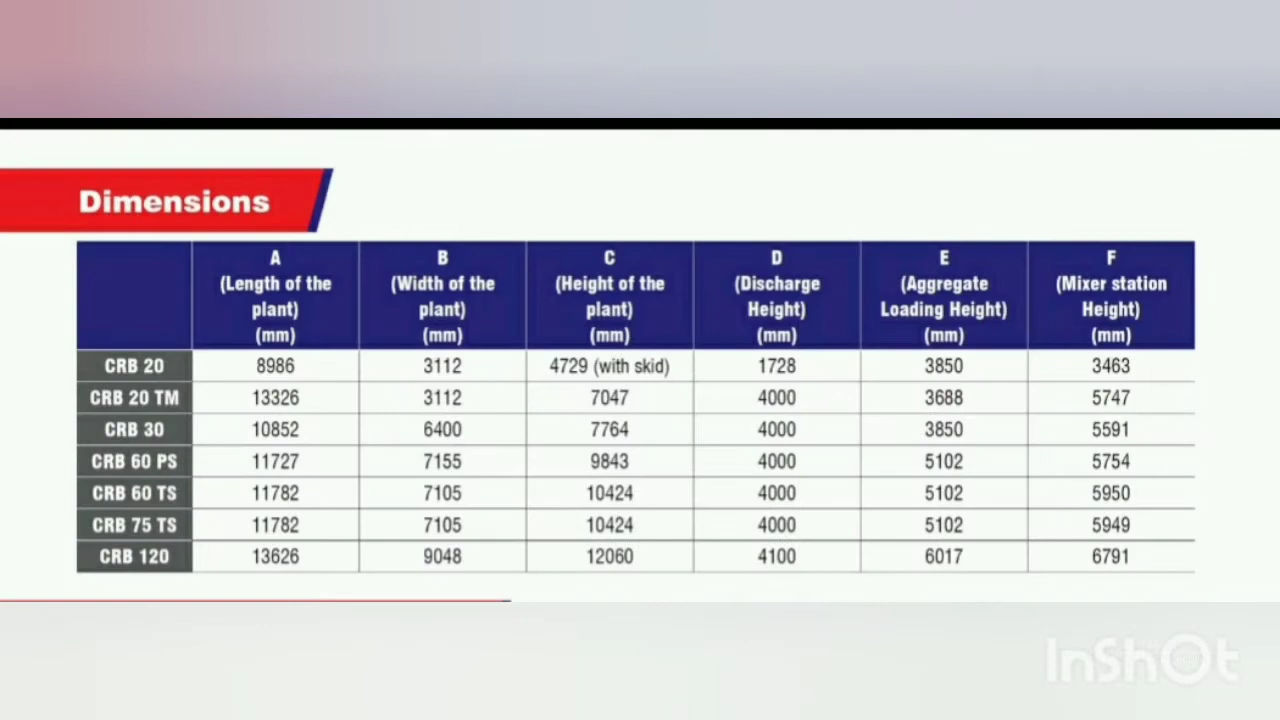 Dimensions
A B C D E F
(Length of the (Width of the (Height of the (Discharge (Aggregate (Mixer station
plant) plant) plant) Height) Loading Height) Height)
(mm) (mm) (mm) (mm) (mm) (mm)
CRB 20 8986 3112 4729 (with skid) 1728 3850 3463
CRB 20 TM 13326 3112 7047 4000 3688 5747
CRB 30 10852 6400 7764 4000 3850 5591
CRB 60 PS 11727 7155 9843 4000 5102 5754
CRB 60 TS 11782 7105 10424 4000 5102 5950
CRB 75 TS 11782 7105 10424 4000 5102 5949
CRB 120 13626 9048 12060 4100 6017 6791
InShOt